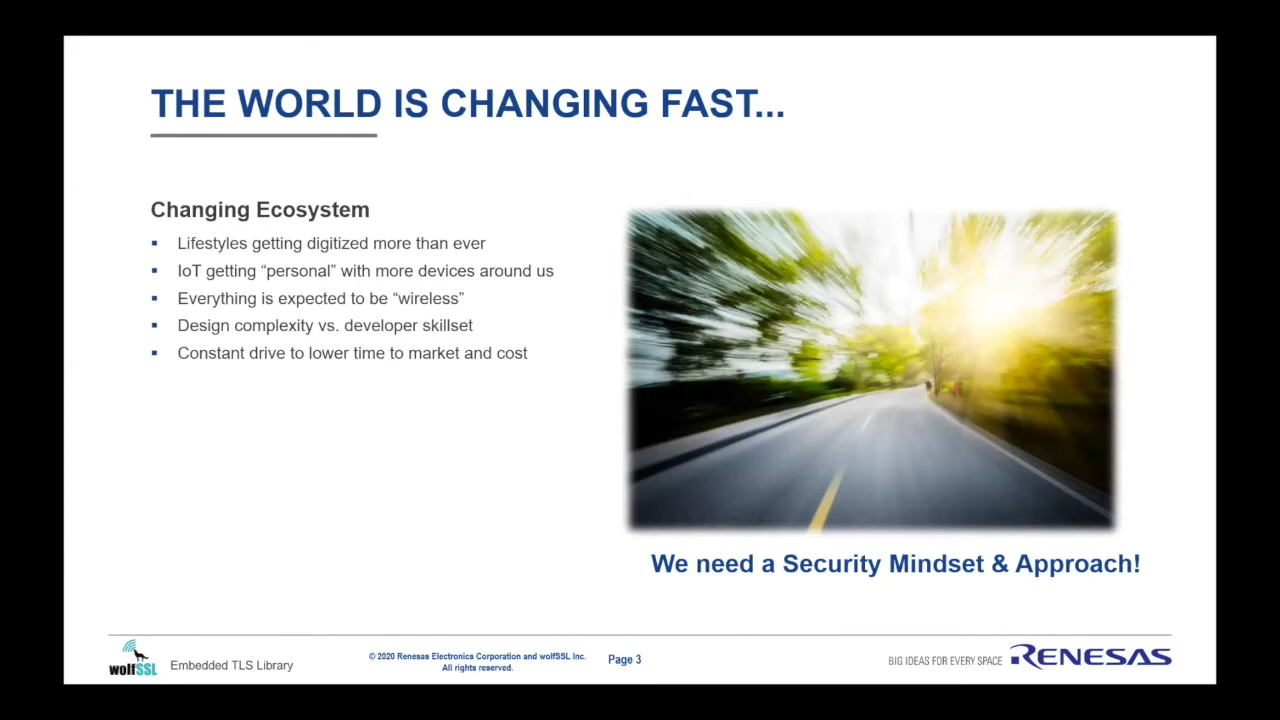 THE WORLD IS CHANGING FAST...
Changing Ecosystem
▪ Lifestyles getting digitized more than ever
▪ IoT getting “personal” with more devices around us
▪ Everything is expected to be “wireless”
▪ Design complexity vs. developer skillset
▪ Constant drive to lower time to market and cost
We need a Security Mindset & Approach!
wolfSSL
Embedded TLS Library
© 2020 Renesas Electronics Corporation and wolfSSL Inc.
All rights reserved.
Page 3
BIG IDEAS FOR EVERY SPACE
RENESAS